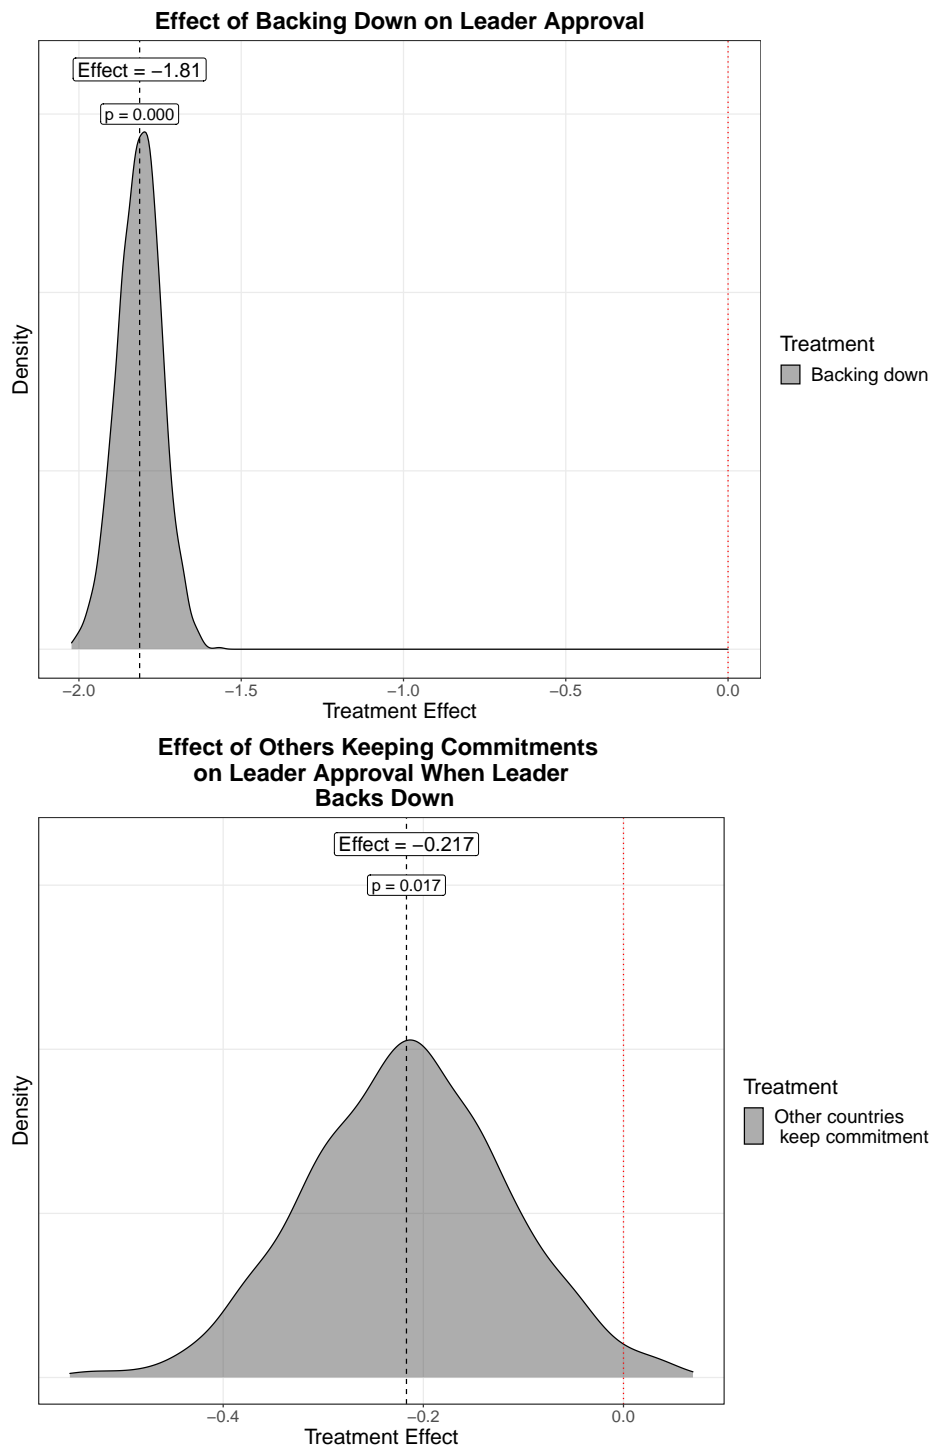 Effect of Backing Down on Leader Approval
Effect = −1.81
p = 0.000
Density
Treatment
Backing down
−2.0 −1.5 −1.0 −0.5 0.0
Treatment Effect
Effect of Others Keeping Commitments
on Leader Approval When Leader
Backs Down
Effect = −0.217
p = 0.017
Density
Treatment
Other countries
keep commitment
−0.4 −0.2 0.0
Treatment Effect